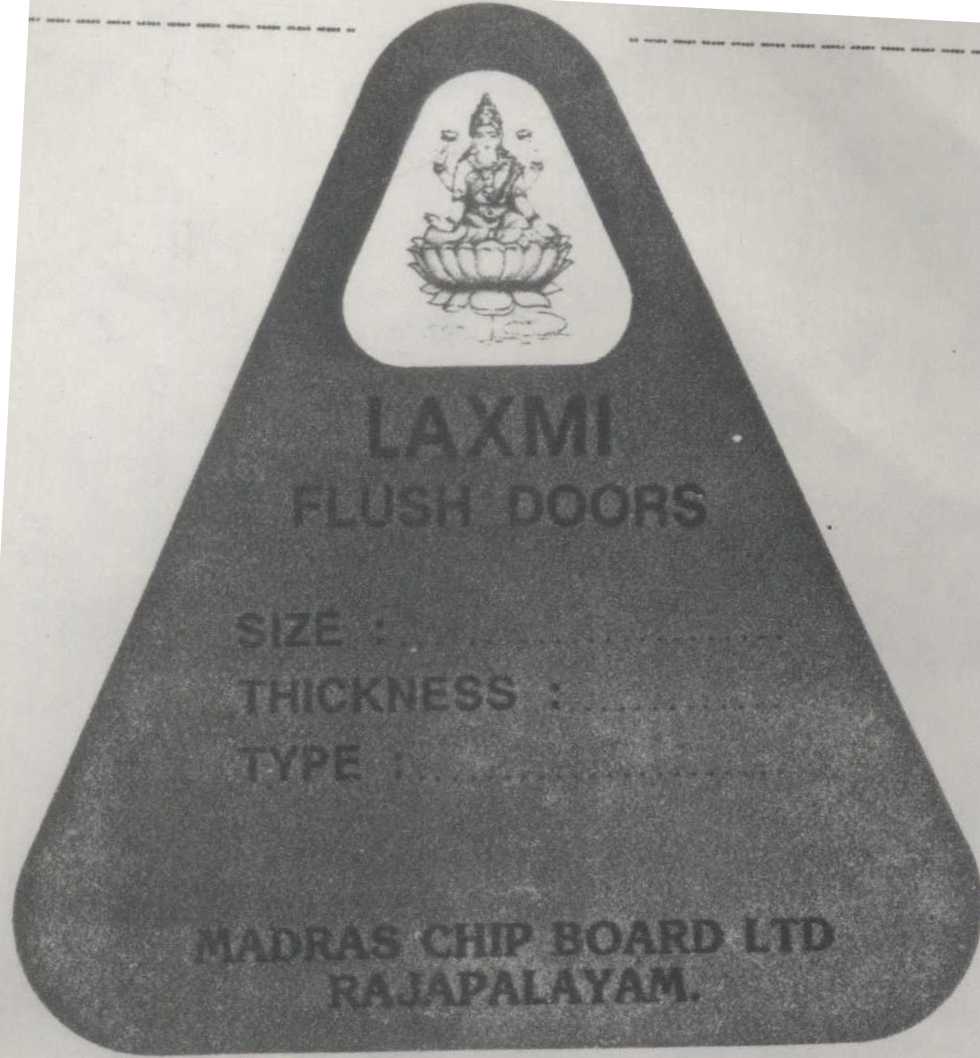 LAXMI
FLUSH DOORS
SIZE :..............................
THICKNESS :................
TYPE :..............................
MADRAS CHIP BOARD LTD
RAJAPALAYAM.